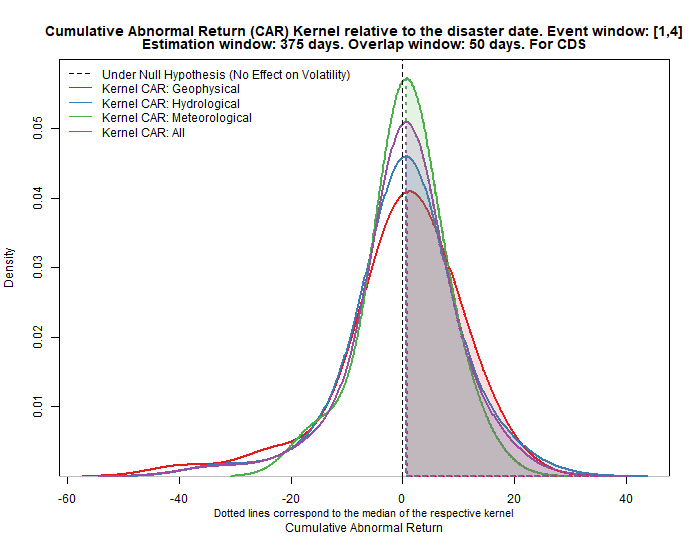 Cumulative Abnormal Return (CAR) Kernel relative to the disaster date. Event window: [1,4]
Estimation window: 375 days. Overlap window: 50 days. For CDS
Under Null Hypothesis (No Effect on Volatility)
Kernel CAR: Geophysical
Kernel CAR: Hydrological
Kernel CAR: Meteorological
Kernel CAR: All
Density
0.05
0.04
0.03
0.02
0.01
-60 -40 -20 0 20 40
Dotted lines correspond to the median of the respective kernel
Cumulative Abnormal Return